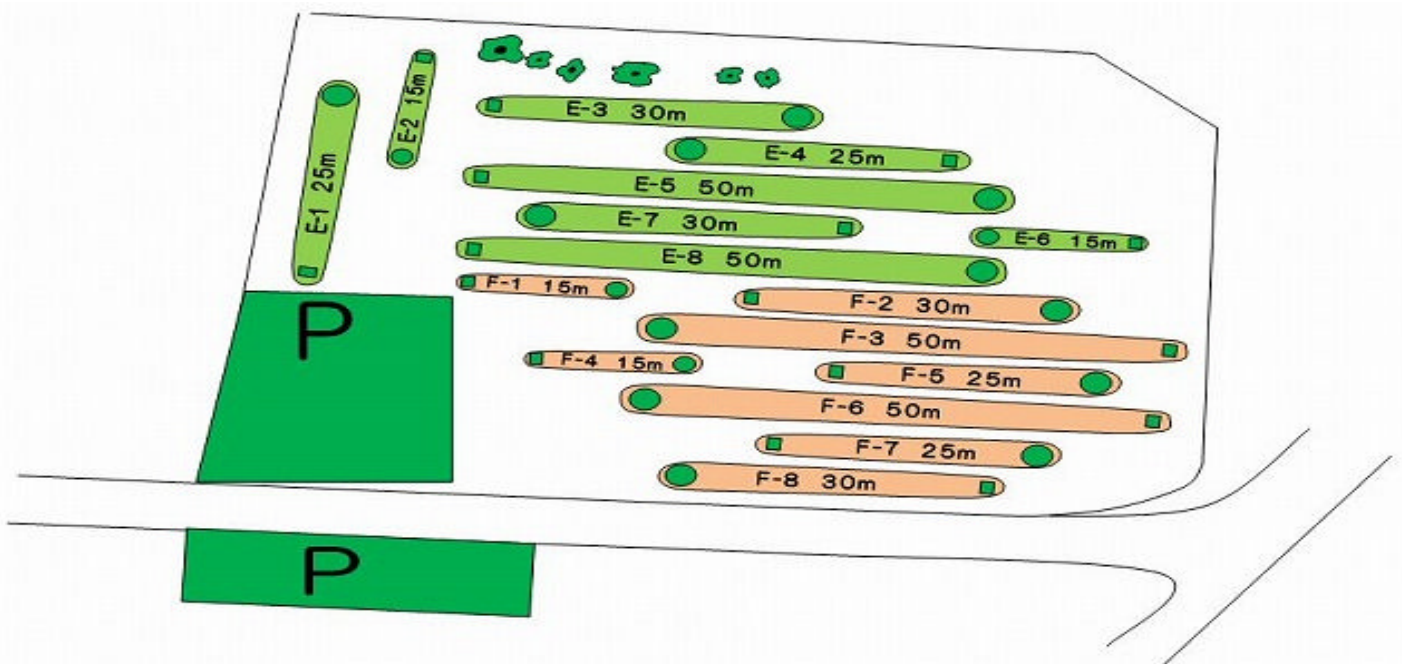 E-1 25m
E-2 15m
E-3 30m
E-4 25m
E-5 50m
E-7 30m
E-6 15m
E-8 50m
F-1 15m
F-2 30m
P
F-3 50m
F-4 15m
F-5 25m
F-6 50m
F-7 25m
F-8 30m
P